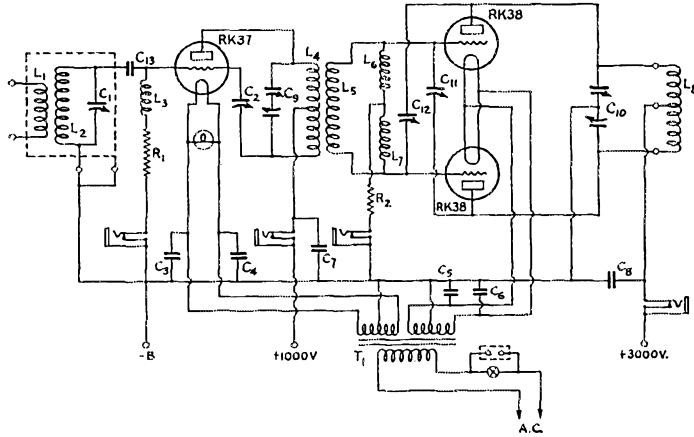 RK37
RK38
C13
L1
C1
L2
L3
R1
C2
C9
L4
L5
L6
L7
C12
C11
C10
L8
R2
RK38
C3
C4
C7
C5
C6
C8
-B
+1000V
T1
+3000V.
A.C.